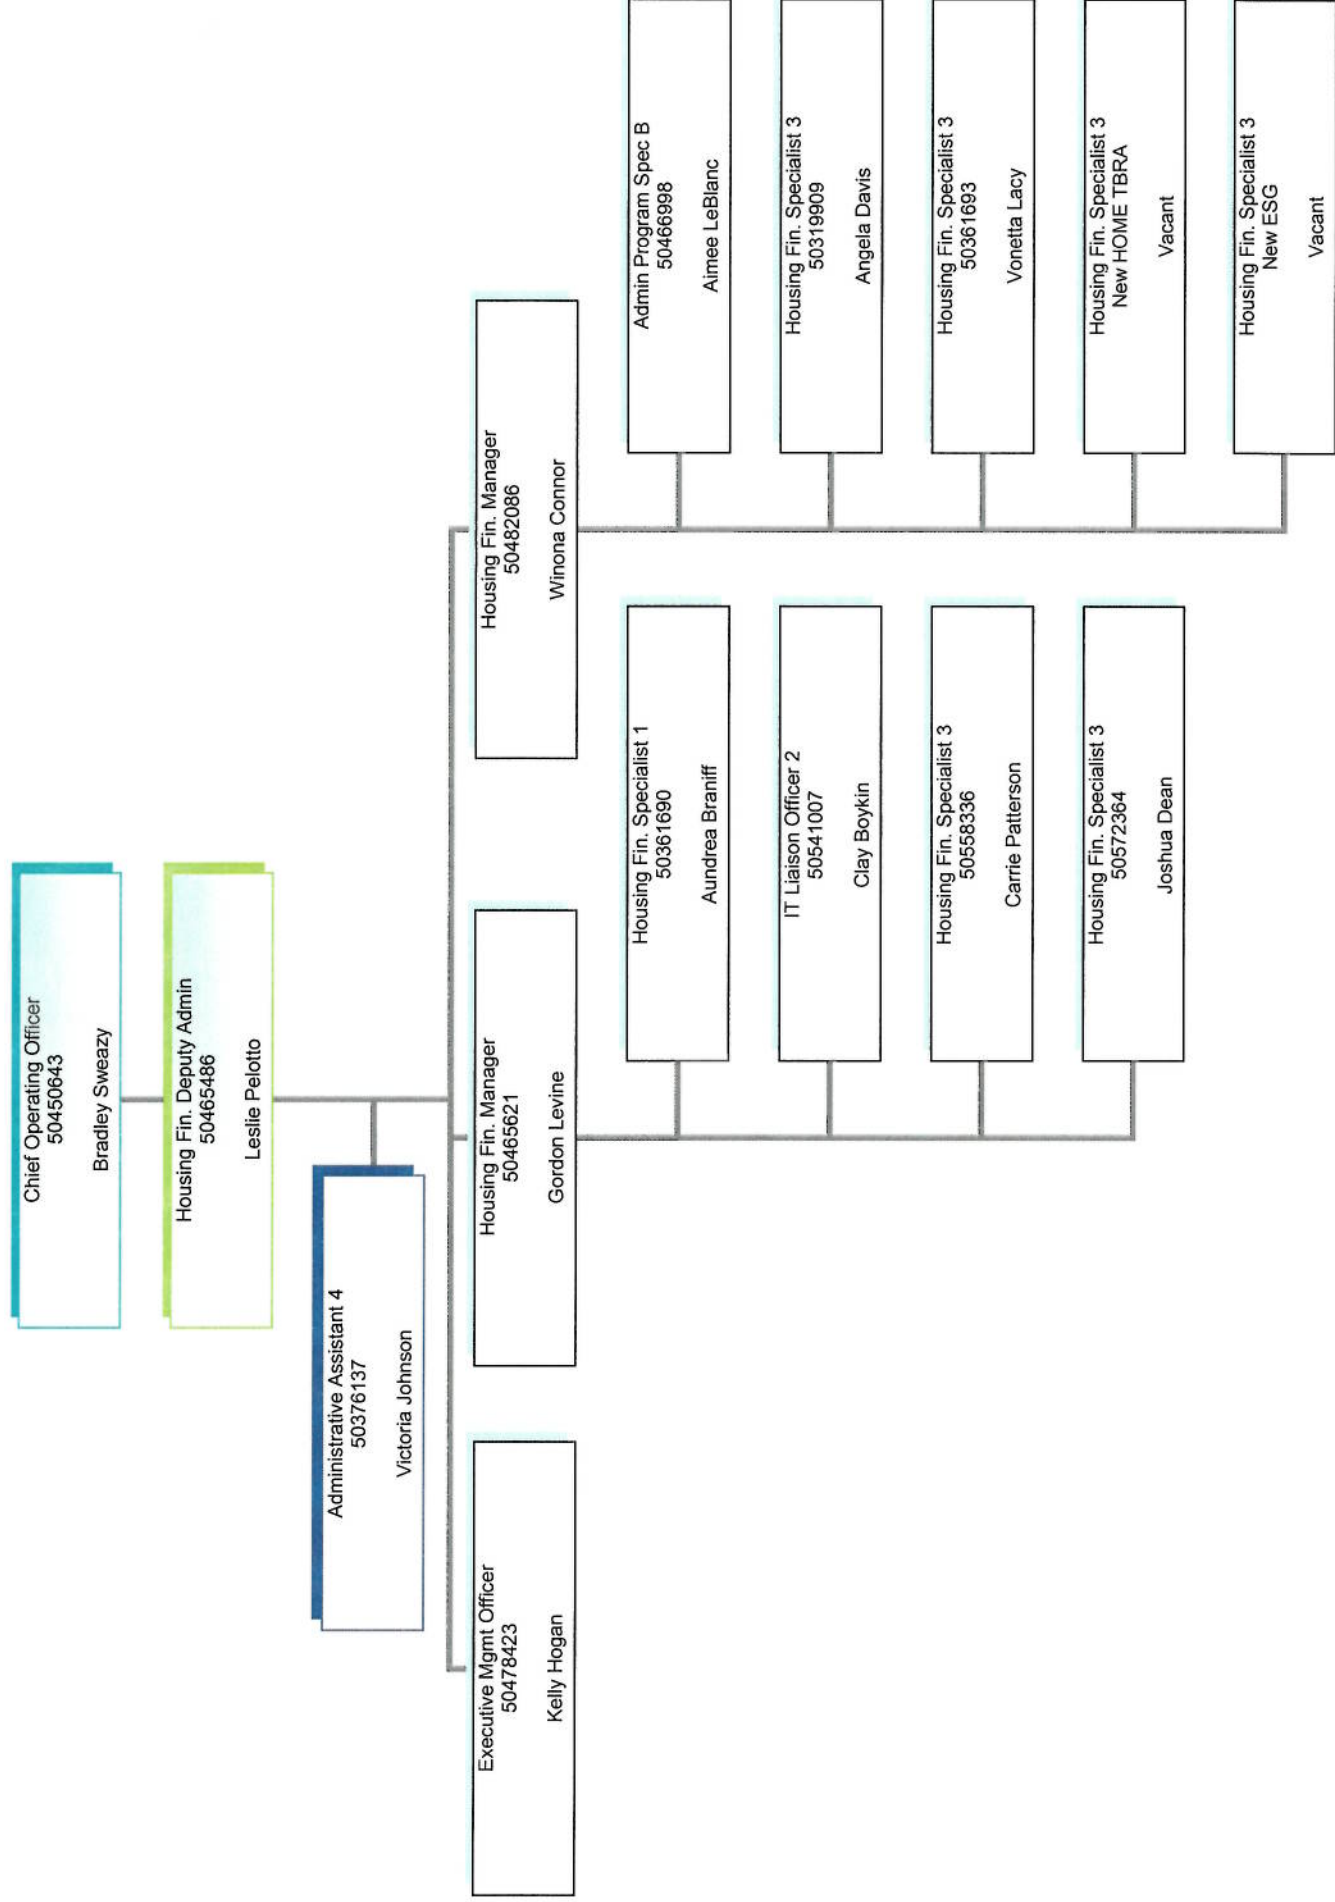 Chief Operating Officer
50450643
Bradley Sweazy
Housing Fin. Deputy Admin
50465486
Leslie Pelotto
Administrative Assistant 4
50376137
Victoria Johnson
Executive Mgmt Officer
50478423
Kelly Hogan
Housing Fin. Manager
50465621
Gordon Levine
Housing Fin. Manager
50482086
Winona Connor
Housing Fin. Specialist 1
50361690
Aundrea Braniff
IT Liaison Officer 2
50541007
Clay Boykin
Housing Fin. Specialist 3
50558336
Carrie Patterson
Housing Fin. Specialist 3
50572364
Joshua Dean
Admin Program Spec B
50466998
Aimee LeBlanc
Housing Fin. Specialist 3
50319909
Angela Davis
Housing Fin. Specialist 3
50361693
Vonetta Lacy
Housing Fin. Specialist 3
New HOME TBRA
Vacant
Housing Fin. Specialist 3
New ESG
Vacant